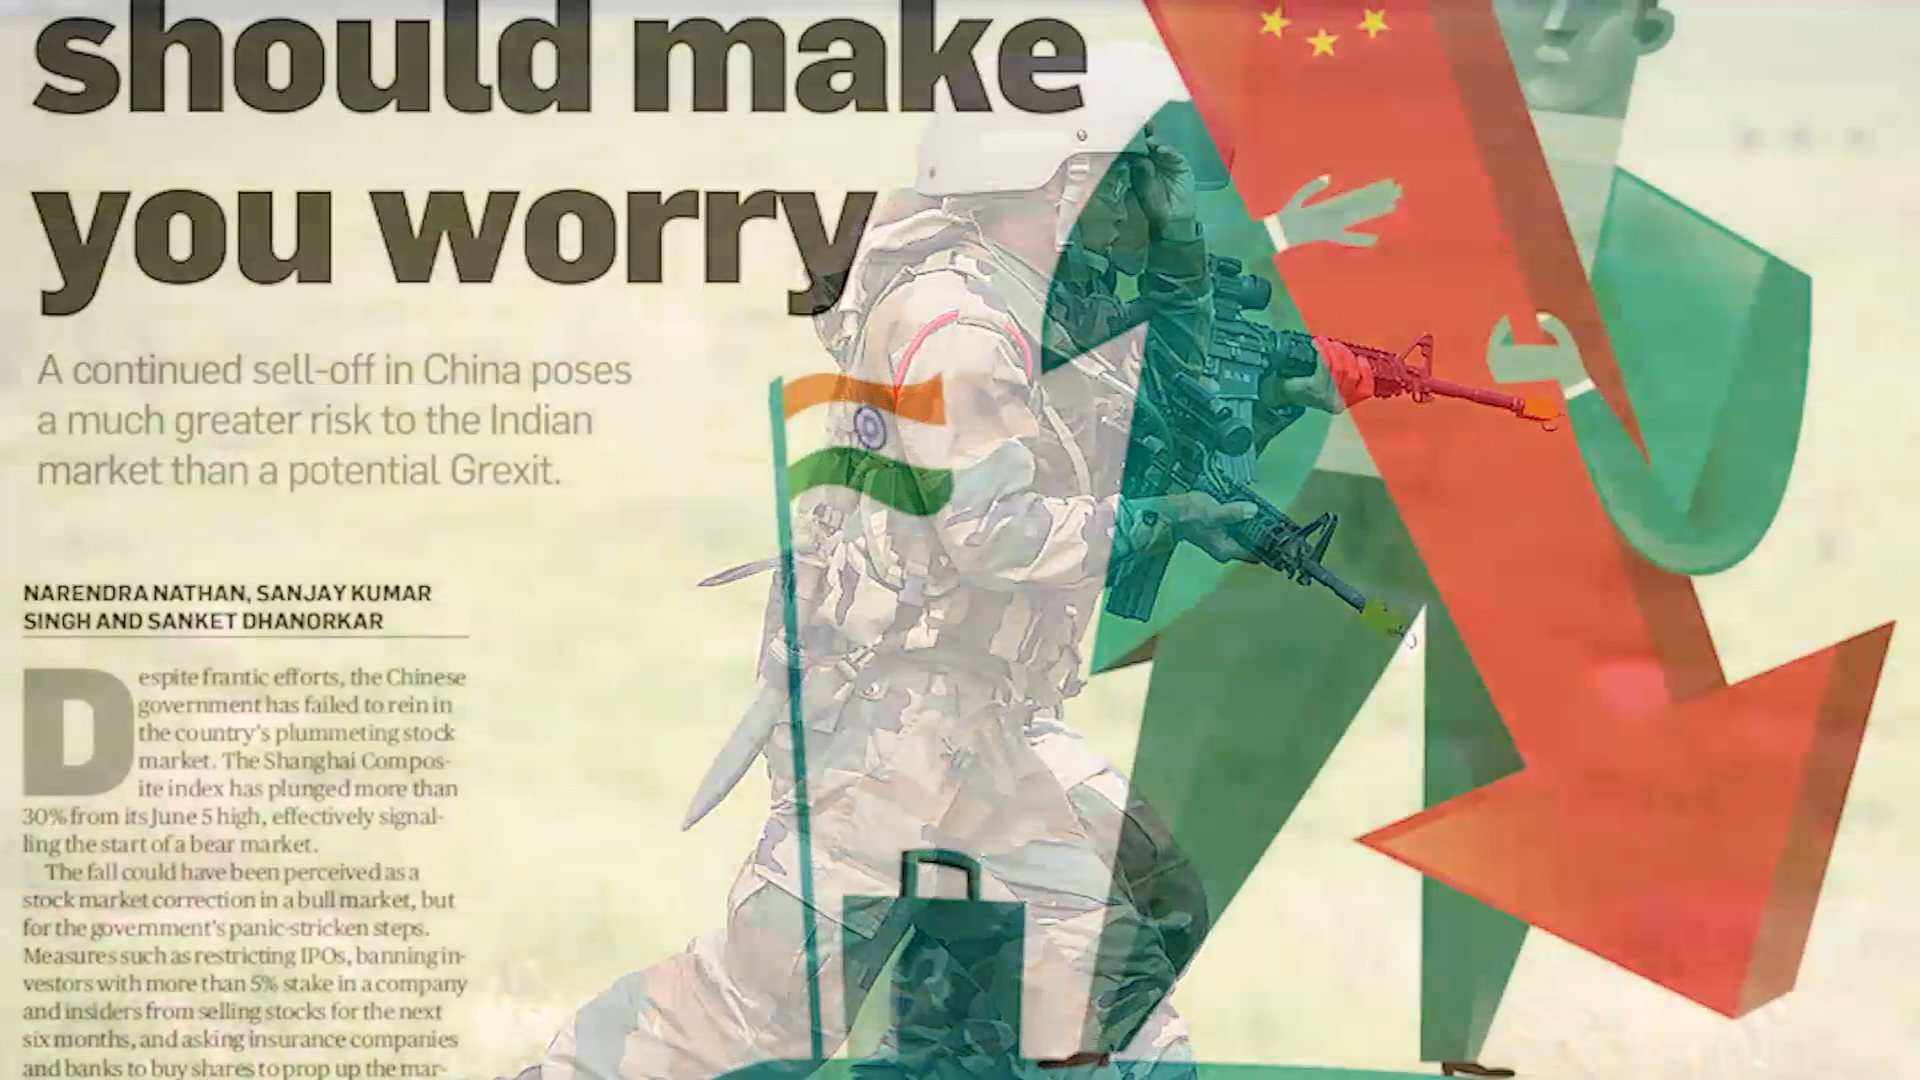 should make
you worry
A continued sell-off in China poses
a much greater risk to the Indian
market than a potential Grexit.
NARENDRA NATHAN, SANJAY KUMAR
SINGH AND SANKET DHANORKAR
Despite frantic efforts, the Chinese
government has failed to rein in
the country's plummeting stock
market. The Shanghai Compos-
ite index has plunged more than
30% from its June 5 high, effectively signal-
ling the start of a bear market.
The fall could have been perceived as a
stock market correction in a bull market, but
for the government's panic-stricken steps.
Measures such as restricting IPOs, banning in-
vestors with more than 5% stake in a company
and insiders from selling stocks for the next
six months, and asking insurance companies
and banks to buy shares to prop up the mar-